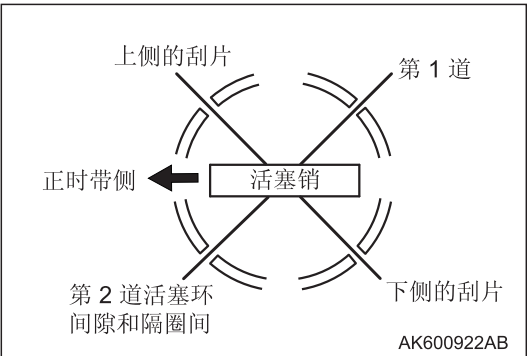 上侧的刮片
第 1 道
正时带侧
活塞销
第 2 道活塞环
间隙和隔圈间
下侧的刮片
AK600922AB